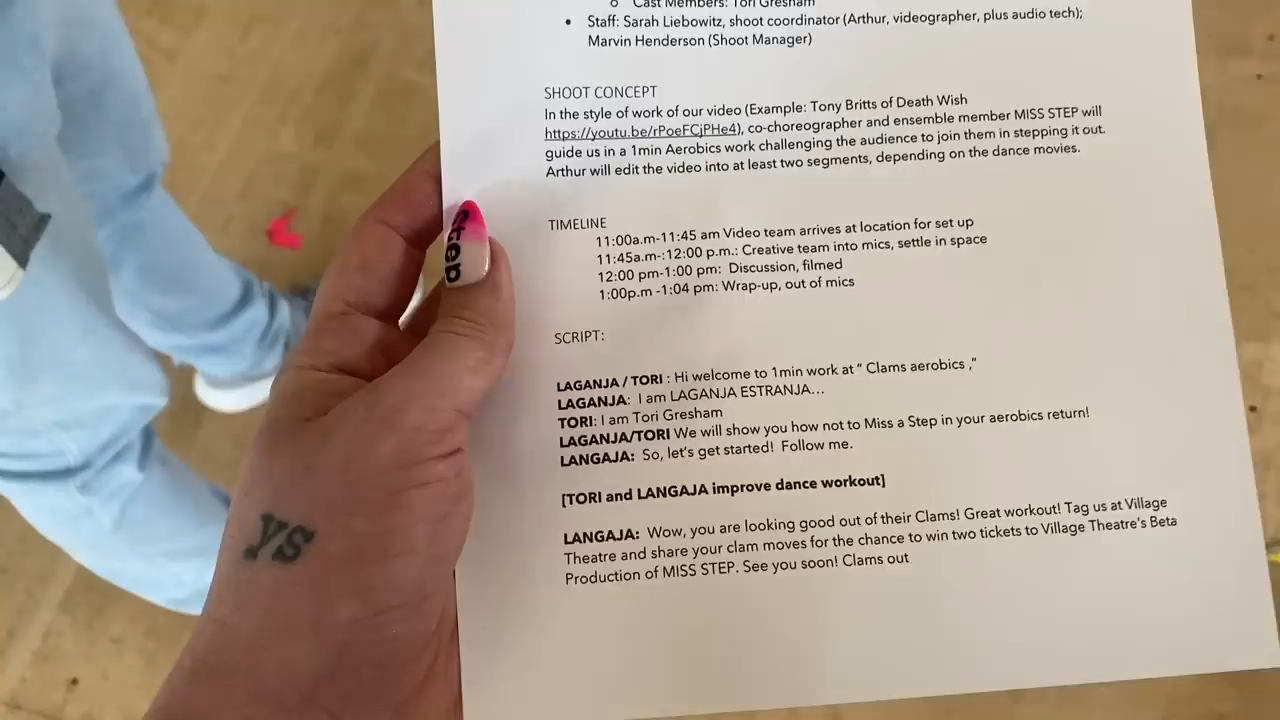 Cast Members: Tori Gresham
Staff: Sarah Liebowitz, shoot coordinator (Arthur, videographer, plus audio tech);
Marvin Henderson (Shoot Manager)
SHOOT CONCEPT
In the style of work of our video (Example: Tony Britts of Death Wish
https://youtu.be/rPoeFCjPHe4), co-choreographer and ensemble member MISS STEP will
guide us in a 1min Aerobics work challenging the audience to join them in stepping it out.
Arthur will edit the video into at least two segments, depending on the dance movies.
TIMELINE
11:00a.m-11:45 am Video team arrives at location for set up
11:45a.m-:12:00 p.m.: Creative team into mics, settle in space
12:00 pm-1:00 pm: Discussion, filmed
1:00p.m -1:04 pm: Wrap-up, out of mics
SCRIPT:
LAGANJA / TORI : Hi welcome to 1min work at “ Clams aerobics ,”
LAGANJA: I am LAGANJA ESTRANJA…
TORI: I am Tori Gresham
LAGANJA/TORI We will show you how not to Miss a Step in your aerobics return!
LANGAJA: So, let’s get started! Follow me.
[TORI and LANGAJA improve dance workout]
LANGAJA: Wow, you are looking good out of their Clams! Great workout! Tag us at Village
Theatre and share your clam moves for the chance to win two tickets to Village Theatre’s Beta
Production of MISS STEP. See you soon! Clams out
step
ys